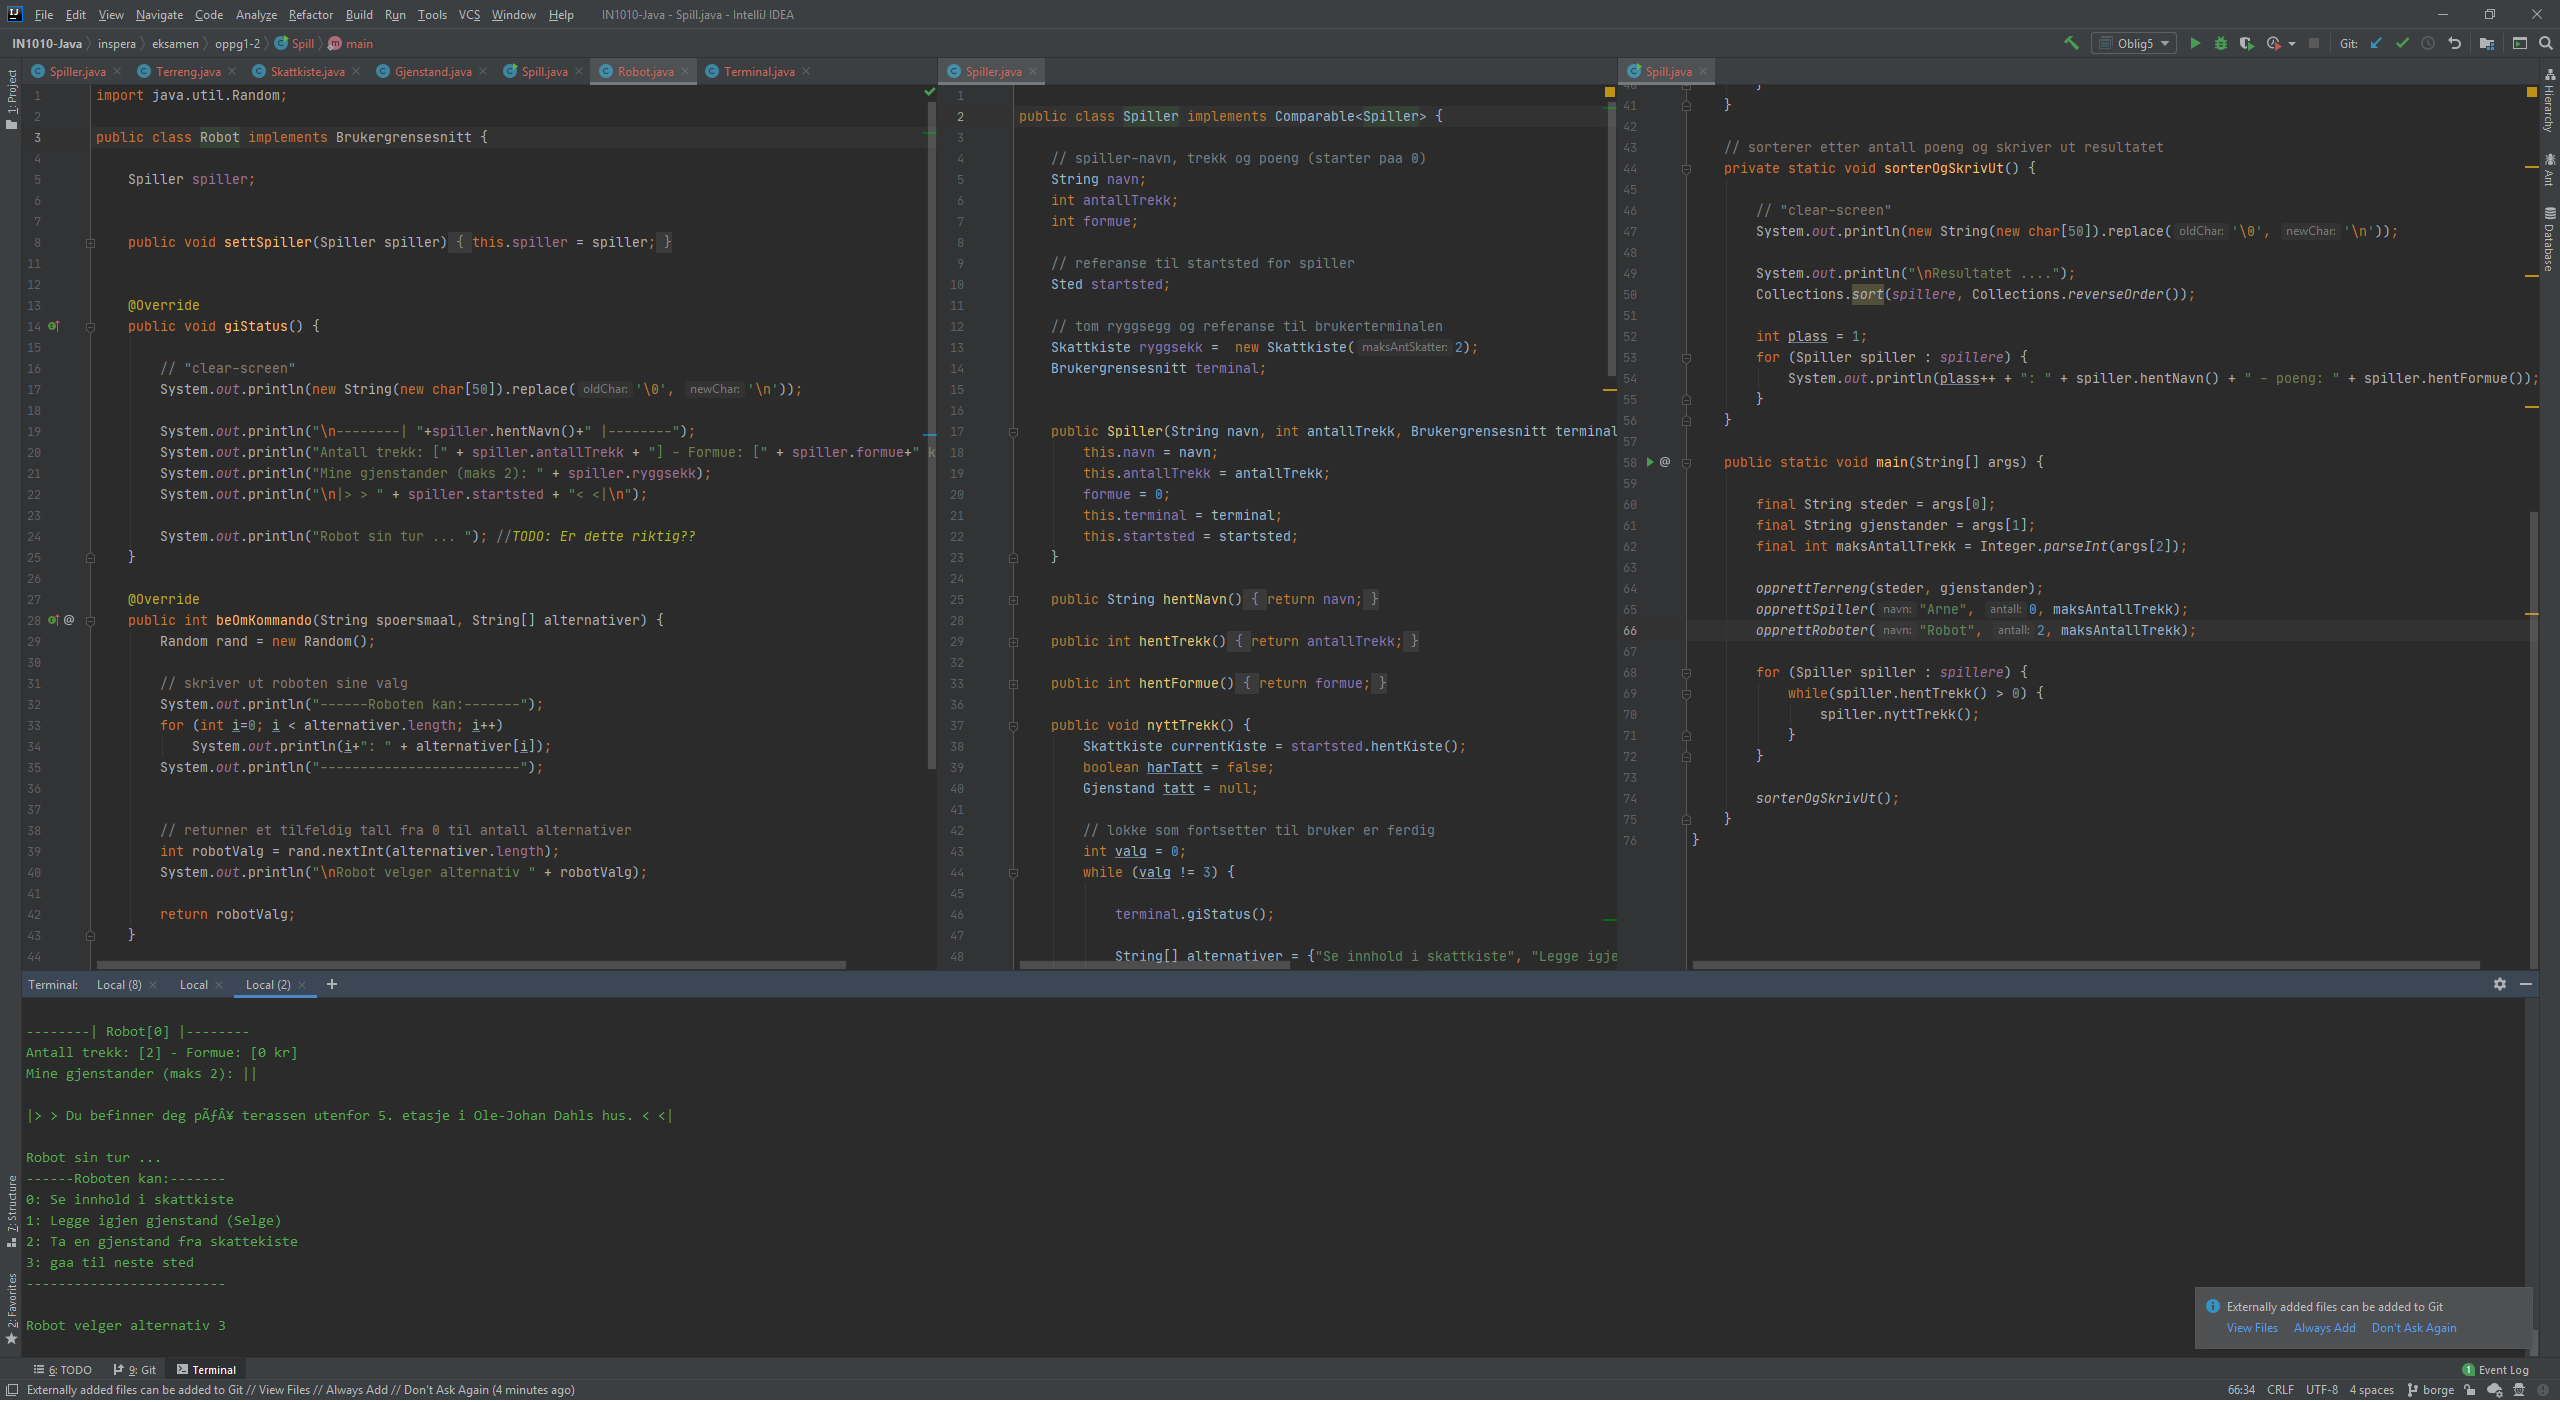 File Edit View Navigate Code Analyze Refactor Build Run Tools VCS Window Help IN1010-Java - Spill.java - IntelliJ IDEA
IN1010-Java inspera eksamen oppg1-2 Spill main Oblig5 Git:
Spiller.java Terreng.java Skattkiste.java Gjenstand.java Spill.java Robot.java Terminal.java
1: Project
1 import java.util.Random;
2
3 public class Robot implements Brukergrensesnitt {
4
5 Spiller spiller;
6
7
8 public void settSpiller(Spiller spiller) { this.spiller = spiller; }
11
12
13 @Override
14 public void giStatus() {
15
16 // "clear-screen"
17 System.out.println(new String(new char[50]).replace( oldChar: '\0', newChar: '\n'));
18
19 System.out.println("\n--------| "+spiller.hentNavn()+" |--------");
20 System.out.println("Antall trekk: [" + spiller.antallTrekk + "] - Formue: [" + spiller.formue+" k
21 System.out.println("Mine gjenstander (maks 2): " + spiller.ryggsekk);
22 System.out.println("\n|> > " + spiller.startsted + "< <|\n");
23
24 System.out.println("Robot sin tur ... "); //TODO: Er dette riktig??
25 }
26
27 @Override
28 @ public int beOmKommando(String spoersmaal, String[] alternativer) {
29 Random rand = new Random();
30
31 // skriver ut roboten sine valg
32 System.out.println("------Roboten kan:-------");
33 for (int i=0; i < alternativer.length; i++)
34 System.out.println(i+": " + alternativer[i]);
35 System.out.println("-------------------------");
36
37
38 // returner et tilfeldig tall fra 0 til antall alternativer
39 int robotValg = rand.nextInt(alternativer.length);
40 System.out.println("\nRobot velger alternativ " + robotValg);
41
42 return robotValg;
43 }
44
Spiller.java
1
2 public class Spiller implements Comparable<Spiller> {
3
4 // spiller-navn, trekk og poeng (starter paa 0)
5 String navn;
6 int antallTrekk;
7 int formue;
8
9 // referanse til startsted for spiller
10 Sted startsted;
11
12 // tom ryggsegg og referanse til brukerterminalen
13 Skattkiste ryggsekk =  new Skattkiste( maksAntSkatter: 2);
14 Brukergrensesnitt terminal;
15
16
17 public Spiller(String navn, int antallTrekk, Brukergrensesnitt terminal
18 this.navn = navn;
19 this.antallTrekk = antallTrekk;
20 formue = 0;
21 this.terminal = terminal;
22 this.startsted = startsted;
23 }
24
25 public String hentNavn() { return navn; }
28
29 public int hentTrekk() { return antallTrekk; }
32
33 public int hentFormue() { return formue; }
36
37 public void nyttTrekk() {
38 Skattkiste currentKiste = startsted.hentKiste();
39 boolean harTatt = false;
40 Gjenstand tatt = null;
41
42 // lokke som fortsetter til bruker er ferdig
43 int valg = 0;
44 while (valg != 3) {
45
46 terminal.giStatus();
47
48 String[] alternativer = {"Se innhold i skattkiste", "Legge igje
Spill.java
40 }
41 }
42
43 // sorterer etter antall poeng og skriver ut resultatet
44 private static void sorterOgSkrivUt() {
45
46 // "clear-screen"
47 System.out.println(new String(new char[50]).replace( oldChar: '\0', newChar: '\n'));
48
49 System.out.println("\nResultatet ....");
50 Collections.sort(spillere, Collections.reverseOrder());
51
52 int plass = 1;
53 for (Spiller spiller : spillere) {
54 System.out.println(plass++ + ": " + spiller.hentNavn() + " - poeng: " + spiller.hentFormue());
55 }
56 }
57
58 @ public static void main(String[] args) {
59
60 final String steder = args[0];
61 final String gjenstander = args[1];
62 final int maksAntallTrekk = Integer.parseInt(args[2]);
63
64 opprettTerreng(steder, gjenstander);
65 opprettSpiller( navn: "Arne", antall: 0, maksAntallTrekk);
66 opprettRoboter( navn: "Robot", antall: 2, maksAntallTrekk);
67
68 for (Spiller spiller : spillere) {
69 while(spiller.hentTrekk() > 0) {
70 spiller.nyttTrekk();
71 }
72 }
73
74 sorterOgSkrivUt();
75 }
76 }
Hierarchy
Ant
Database
Terminal: Local (8) Local Local (2) +
--------| Robot[0] |--------
Antall trekk: [2] - Formue: [0 kr]
Mine gjenstander (maks 2): ||
|> > Du befinner deg pÃƒÂ¥ terassen utenfor 5. etasje i Ole-Johan Dahls hus. < <|
Robot sin tur ...
------Roboten kan:-------
0: Se innhold i skattkiste
1: Legge igjen gjenstand (Selge)
2: Ta en gjenstand fra skattekiste
3: gaa til neste sted
-------------------------
Robot velger alternativ 3
7: Structure
2: Favorites
Externally added files can be added to Git
View Files Always Add Don't Ask Again
6: TODO 9: Git Terminal 1 Event Log
Externally added files can be added to Git // View Files // Always Add // Don't Ask Again (4 minutes ago) 66:34 CRLF UTF-8 4 spaces borge